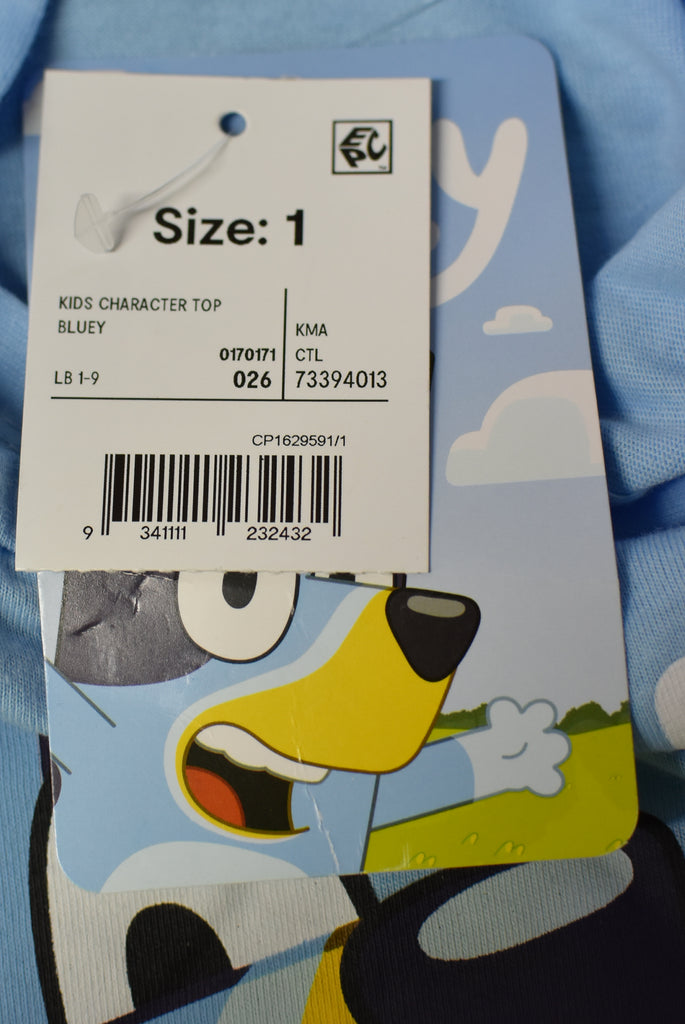 EPC
™
y
Size: 1
KIDS CHARACTER TOP
BLUEY
KMA
0170171
CTL
LB 1-9
026
73394013
CP1629591/1
9 341111 232432